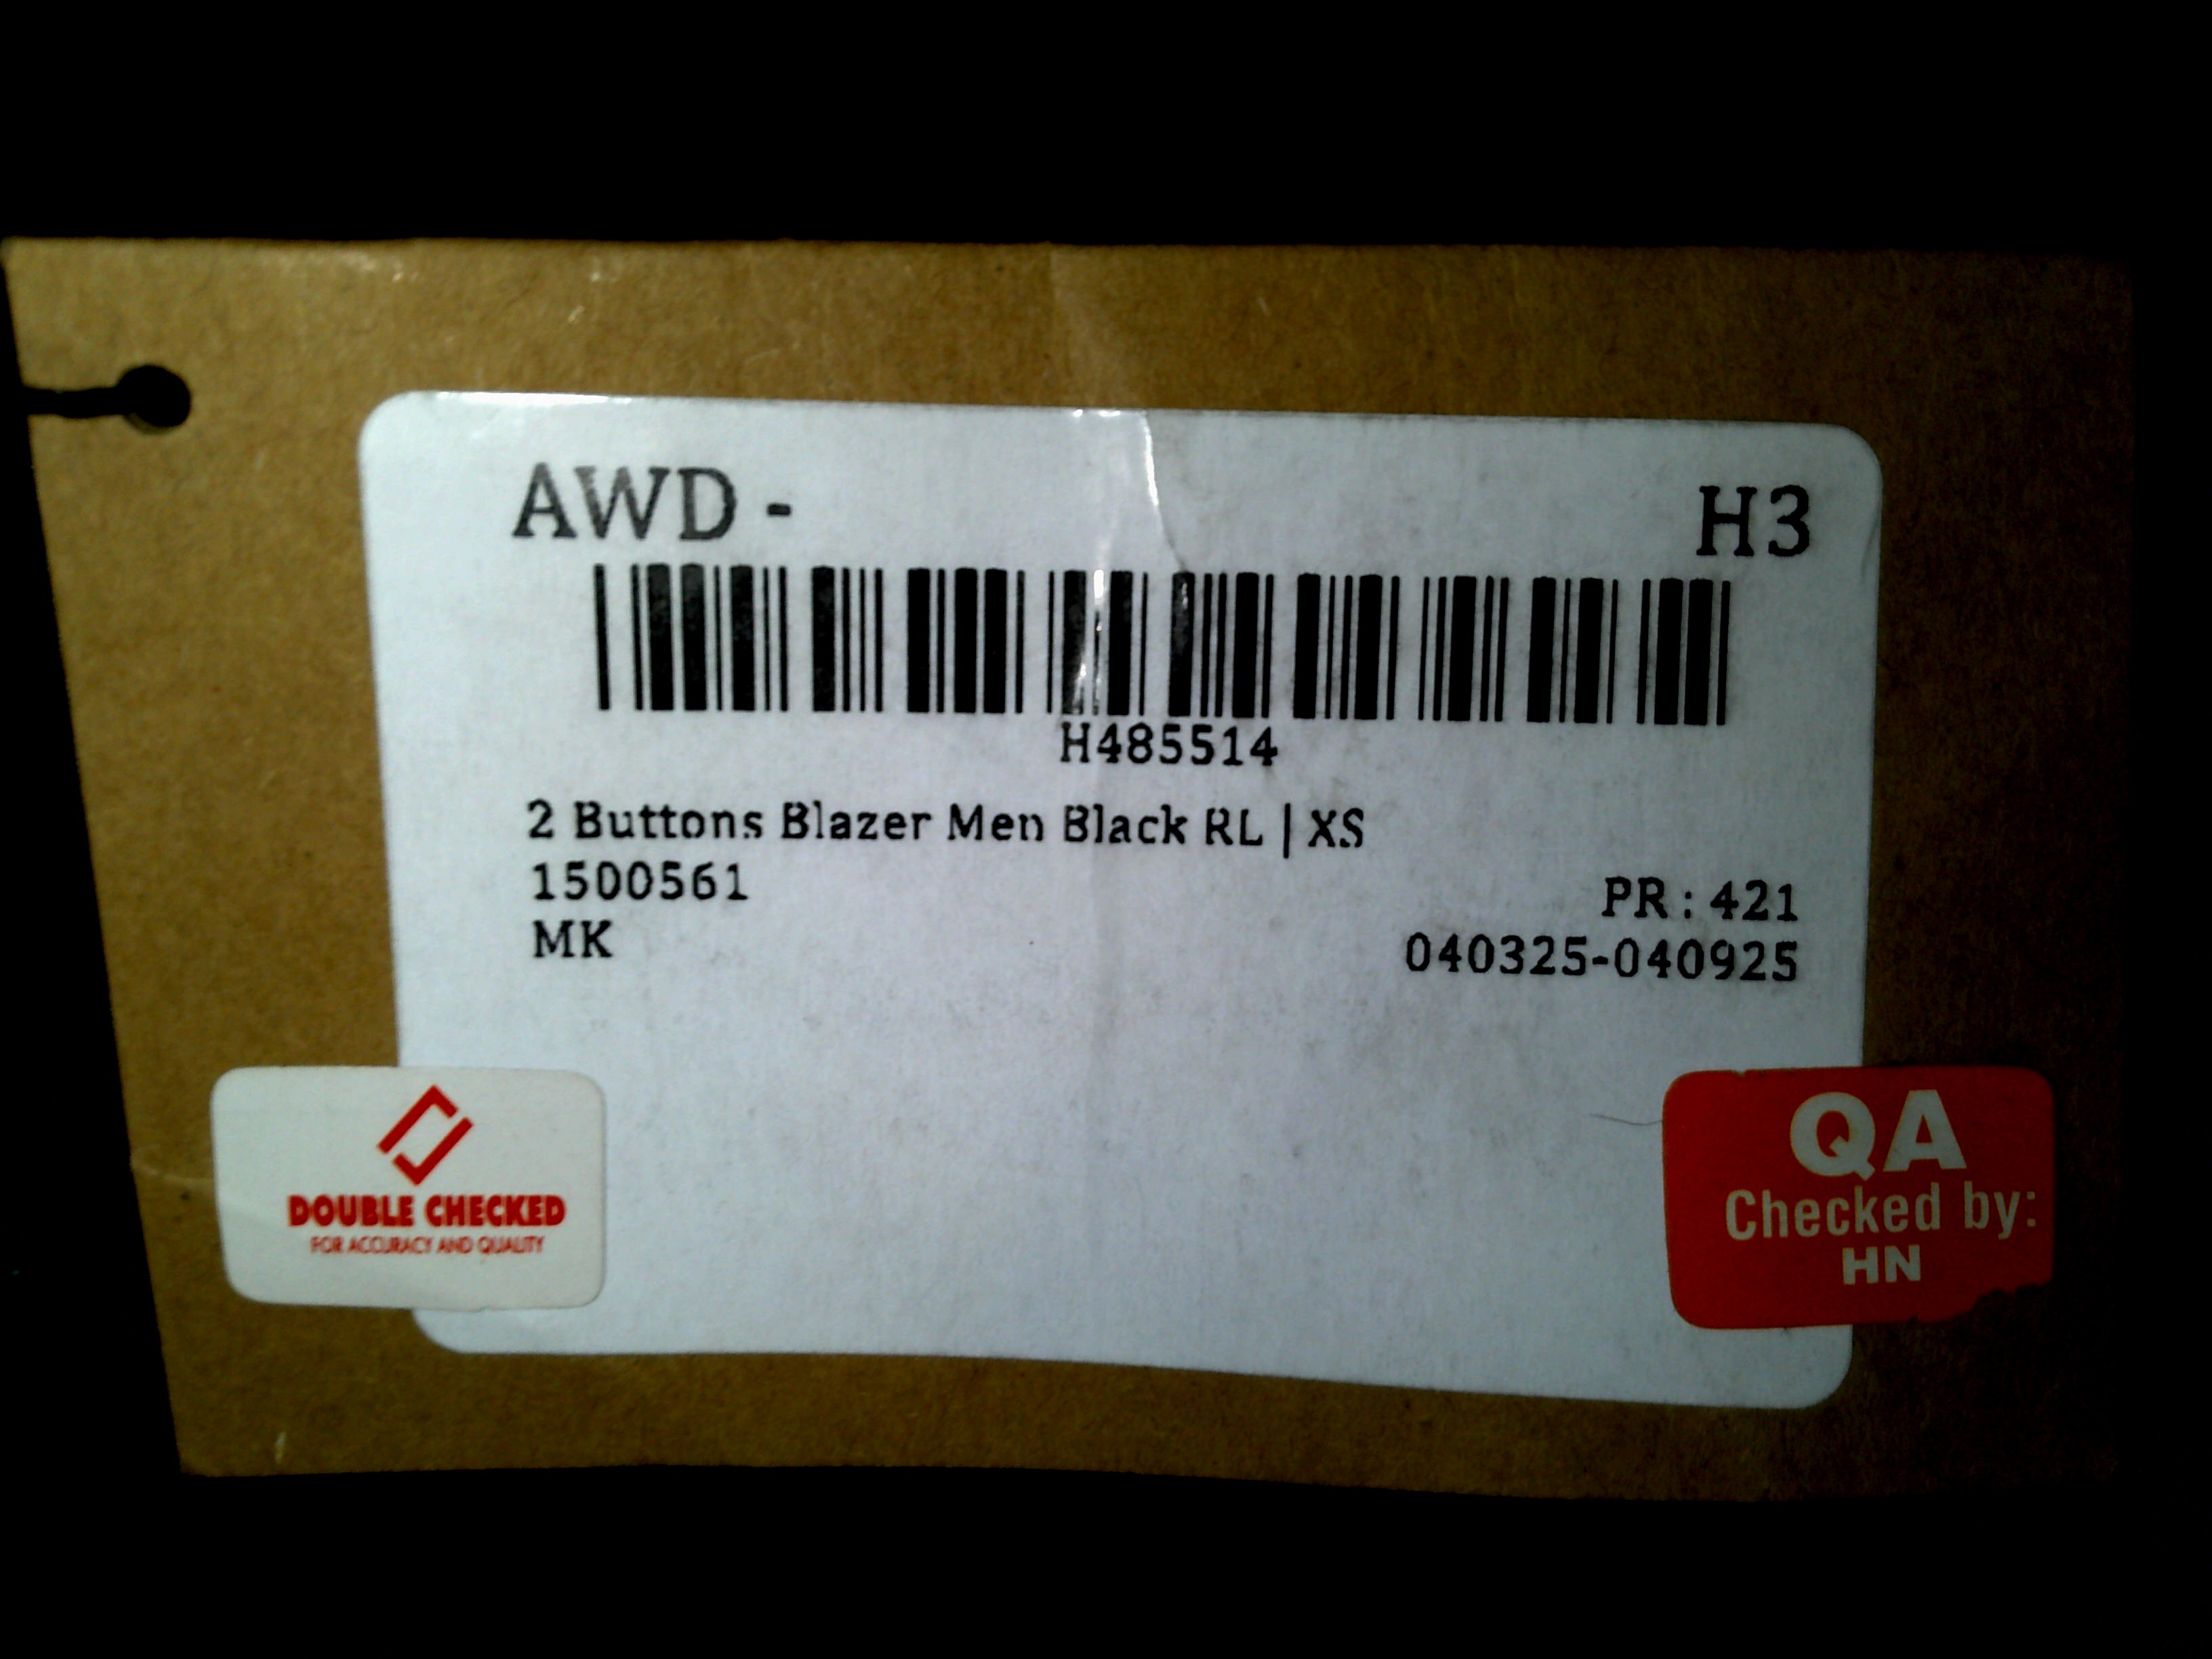 AWD - H3
H485514
2 Buttons Blazer Men Black RL | XS
1500561
PR : 421
MK
040325-040925
DOUBLE CHECKED
FOR ACCURACY AND QUALITY
QA
Checked by:
HN